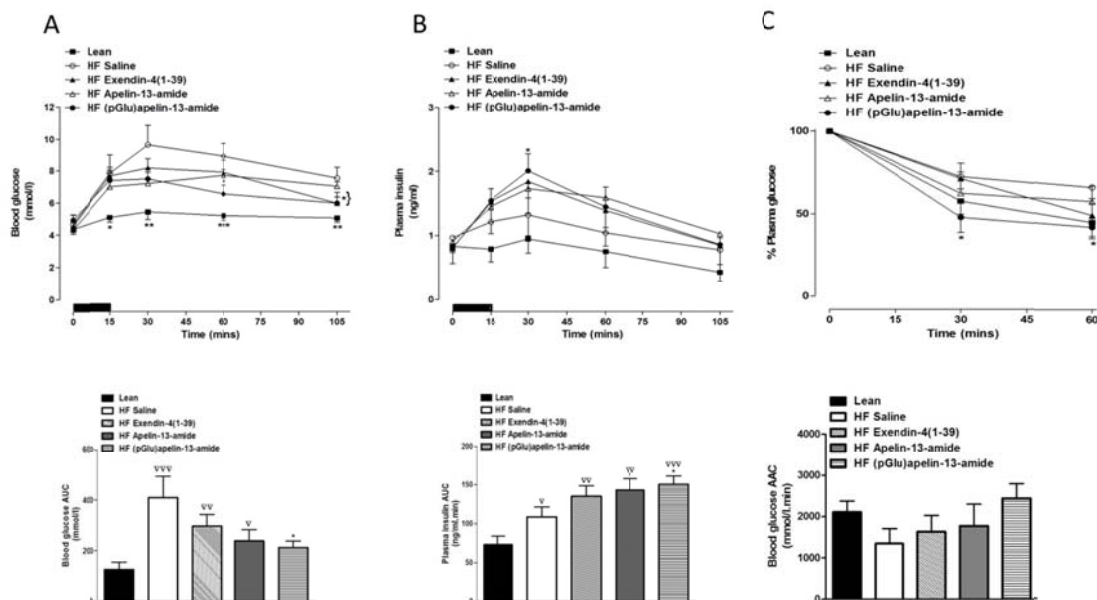 A
Lean
HF Saline
HF Exendin-4(1-39)
HF Apelin-13-amide
HF (pGlu)apelin-13-amide
Blood glucose
(mmol/l)
12
10
8
6
4
2
0
*
**
***
**
*}
0 15 30 45 60 75 90 105
Time (mins)
B
Lean
HF Saline
HF Exendin-4(1-39)
HF Apelin-13-amide
HF (pGlu)apelin-13-amide
Plasma insulin
(ng/ml)
3
2
1
0
*
0 15 30 45 60 75 90 105
Time (mins)
C
Lean
HF Saline
HF Exendin-4(1-39)
HF Apelin-13-amide
HF (pGlu)apelin-13-amide
% Plasma glucose
100
50
0
*
*
0 15 30 45 60
Time (mins)
Lean
HF Saline
HF Exendin-4(1-39)
HF Apelin-13-amide
HF (pGlu)apelin-13-amide
Blood glucose AUC
(mmol/l)
60
40
20
∇∇∇
∇∇
∇
*
Lean
HF Saline
HF Exendin-4(1-39)
HF Apelin-13-amide
HF (pGlu)apelin-13-amide
Plasma insulin AUC
(ng/ml.min)
200
150
100
50
∇
∇∇
∇∇
∇∇∇
*
Lean
HF Saline
HF Exendin-4(1-39)
HF Apelin-13-amide
HF (pGlu)apelin-13-amide
Blood glucose AAC
(mmol/L.min)
4000
3000
2000
1000
0